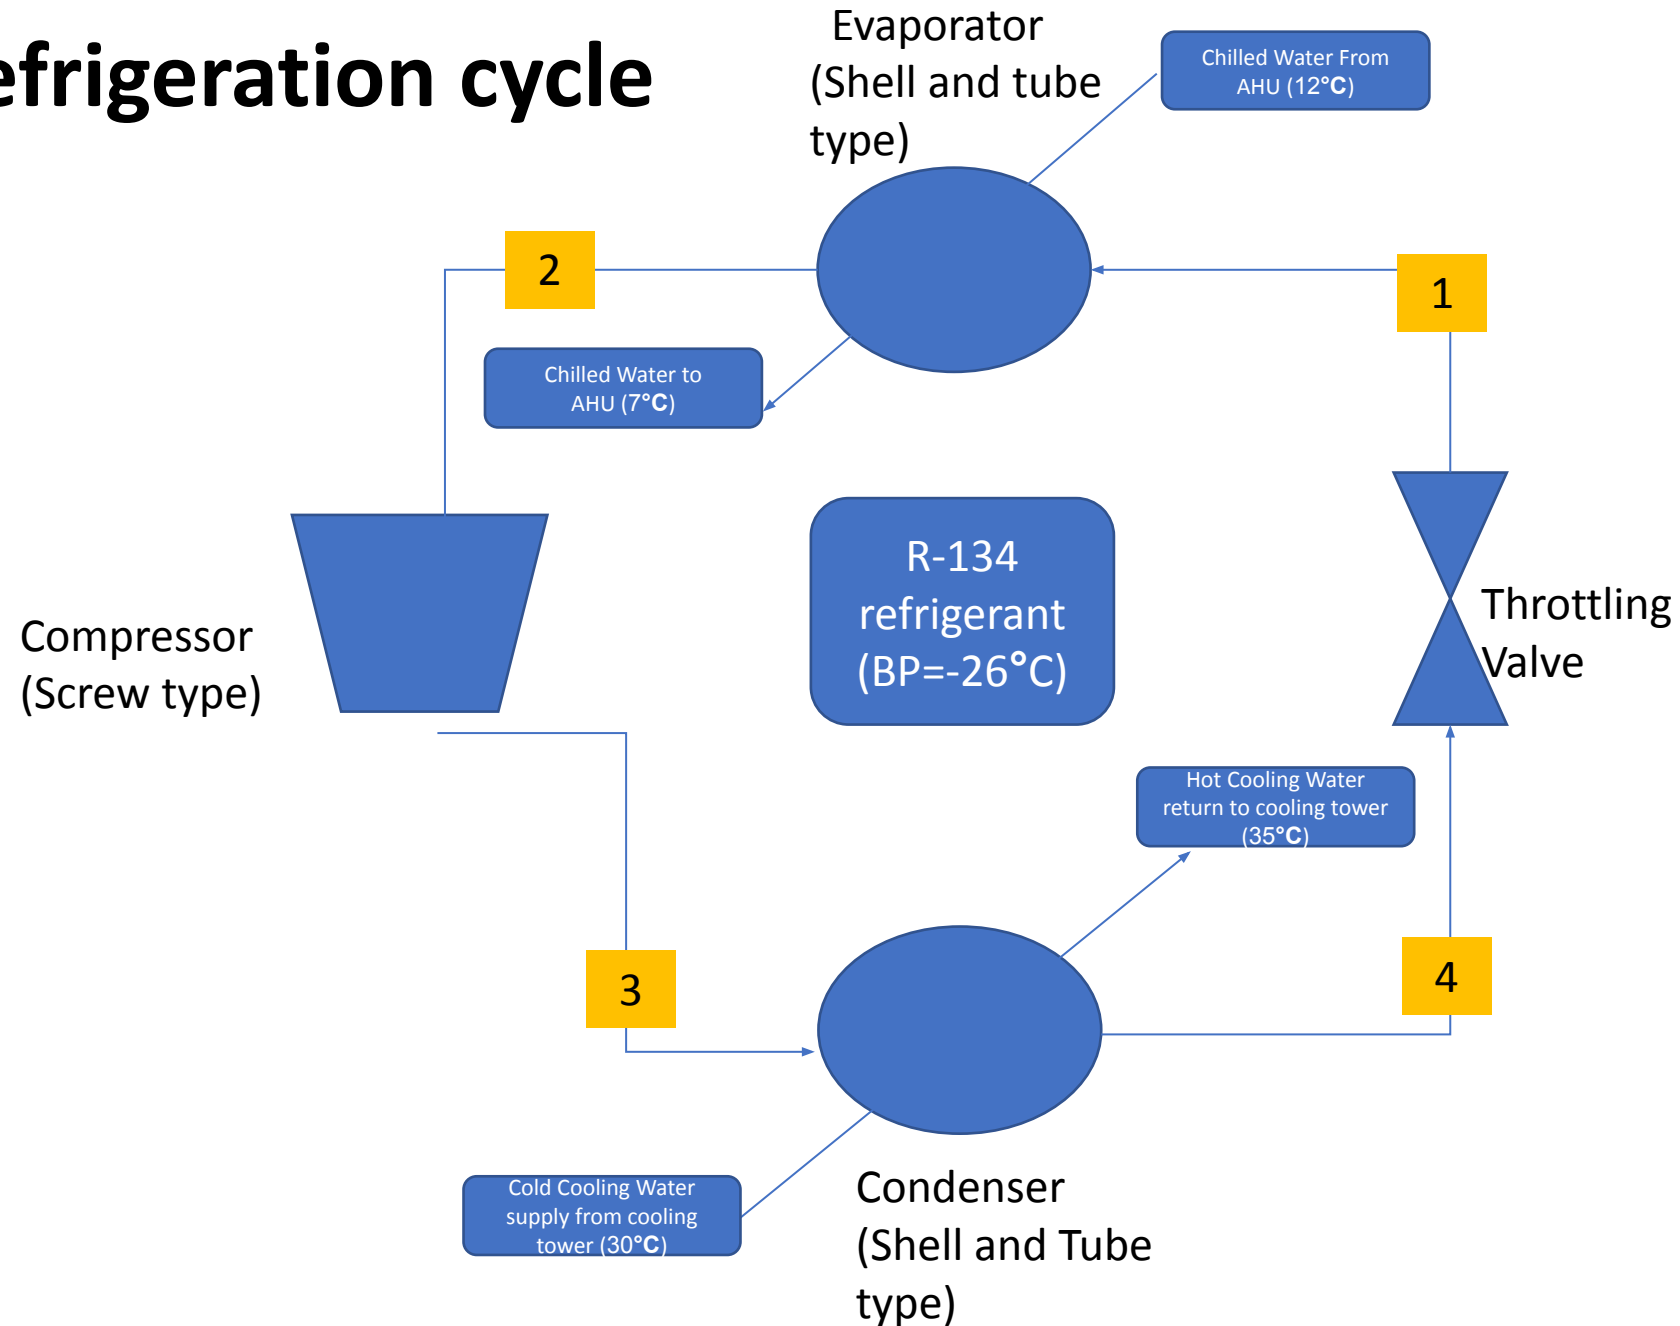 efrigeration cycle
Evaporator
(Shell and tube
type)
Chilled Water From
AHU (12°C)
2
1
Chilled Water to
AHU (7°C)
R-134
refrigerant
(BP=-26°C)
Throttling
Valve
Compressor
(Screw type)
Hot Cooling Water
return to cooling tower
(35°C)
3
4
Cold Cooling Water
supply from cooling
tower (30°C)
Condenser
(Shell and Tube
type)